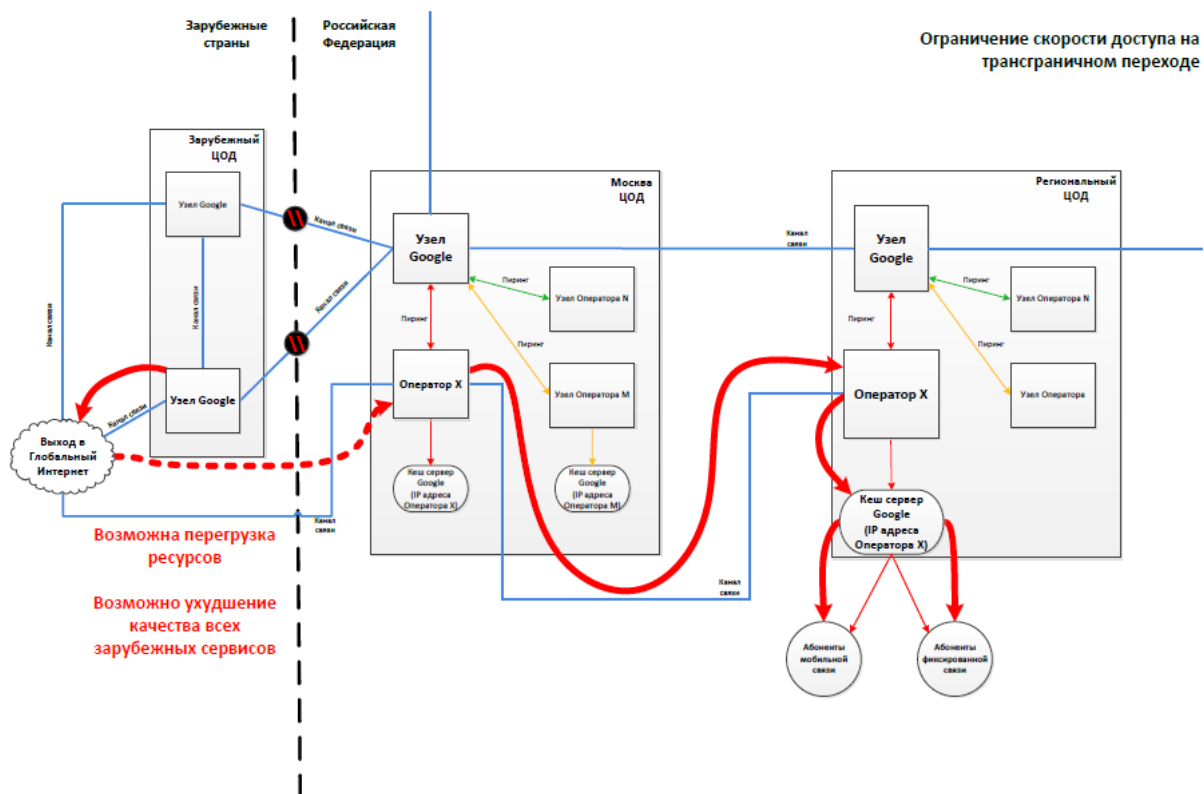 Зарубежные
страны
Российская
Федерация
Ограничение скорости доступа на
трансграничном переходе
Зарубежный
ЦОД
Узел Google
Канал связи
Канал связи
Канал связи
Узел Google
Канал связи
Канал связи
Выход в
Глобальный
Интернет
Возможна перегрузка
ресурсов
Возможно ухудшение
качества всех
зарубежных сервисов
Москва
ЦОД
Узел
Google
Пиринг
Узел Оператора N
Пиринг
Пиринг
Оператор X
Узел Оператора M
Кеш сервер
Google
(IP адреса
Оператора X)
Кеш сервер
Google
(IP адреса
Оператора M)
Канал
связи
Канал
связи
Канал
связи
Региональный
ЦОД
Узел
Google
Пиринг
Узел Оператора N
Пиринг
Пиринг
Оператор X
Узел Оператора
Кеш сервер
Google
(IP адреса
Оператора X)
Абоненты
мобильной
связи
Абоненты
фиксированной
связи